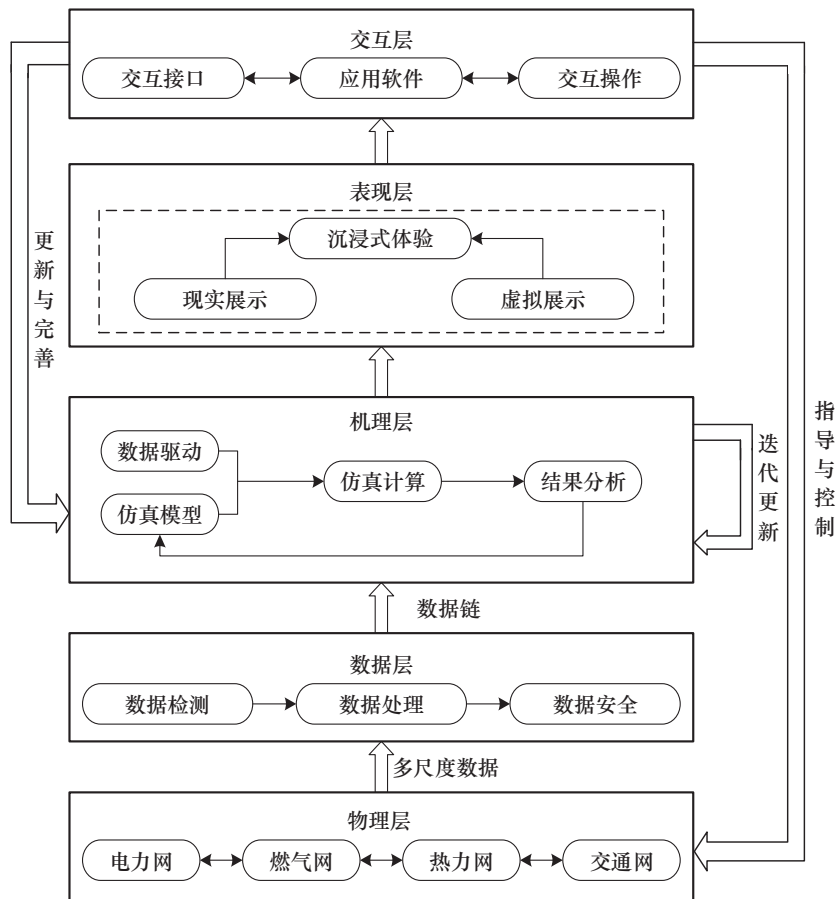 交互层
交互接口
应用软件
交互操作
表现层
沉浸式体验
现实展示
虚拟展示
更新与完善
机理层
数据驱动
仿真模型
仿真计算
结果分析
迭代更新
指导与控制
数据链
数据层
数据检测
数据处理
数据安全
多尺度数据
物理层
电力网
燃气网
热力网
交通网